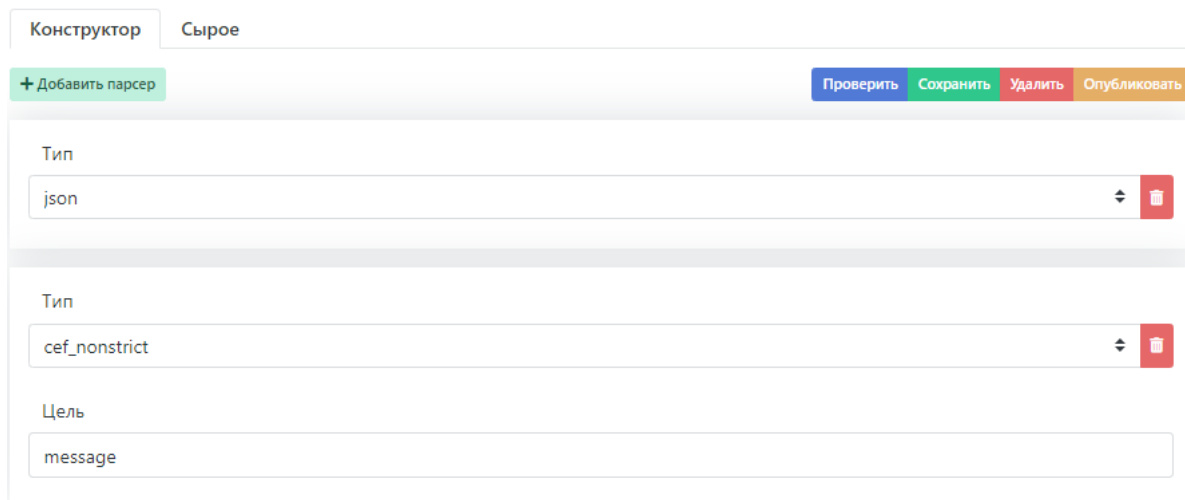 Конструктор Сырое
+ Добавить парсер Проверить Сохранить Удалить Опубликовать
Тип
json
Тип
cef_nonstrict
Цель
message